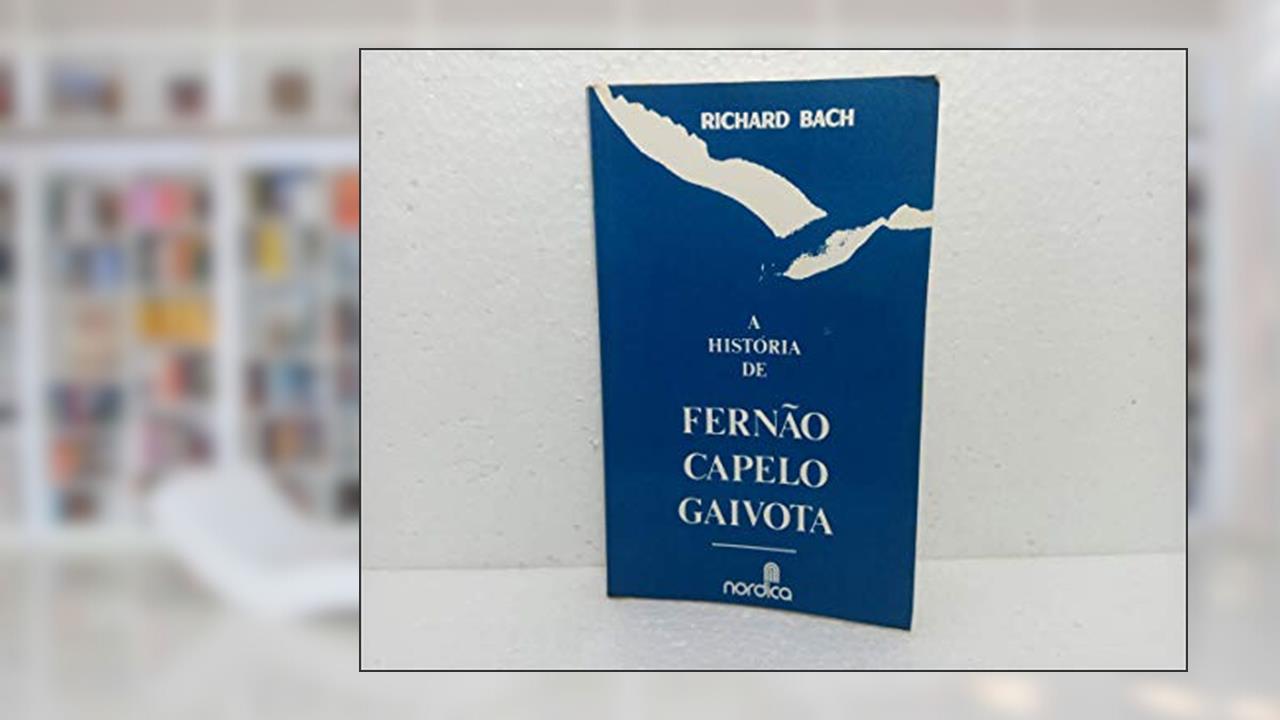 RICHARD BACH
A
HISTÓRIA
DE
FERNÃO
CAPELO
GAIVOTA
nordica